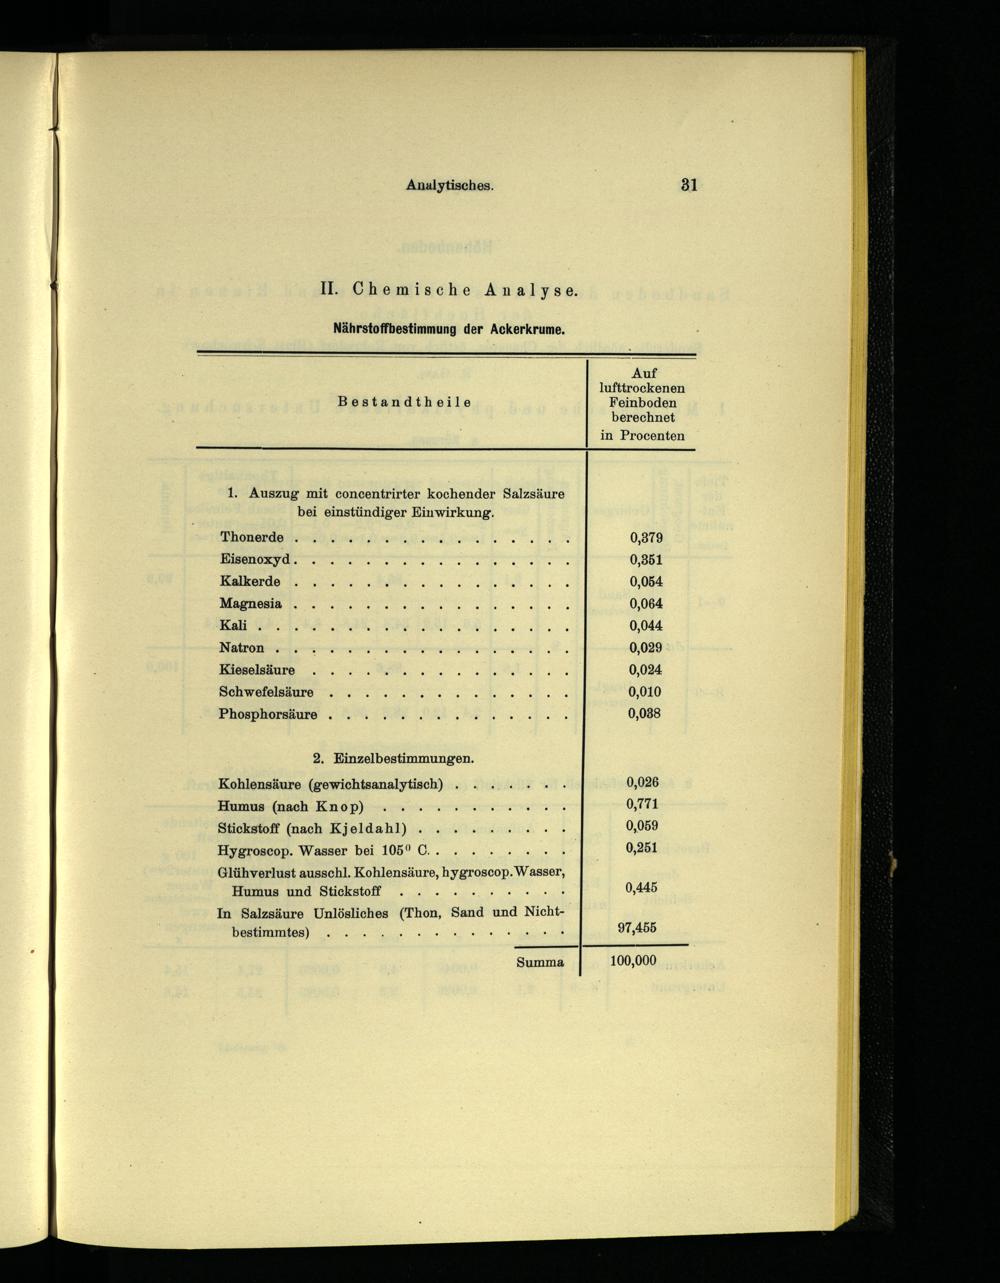 Analytisches. 31
II. Chemische Analyse.
Nährstoffbestimmung der Ackerkrume.
Bestandtheile
Auf
lufttrockenen
Feinboden
berechnet
in Procenten
1. Auszug mit concentrirter kochender Salzsäure
bei einstündiger Einwirkung.
Thonerde . . . . . . . . . . . . . . . . 0,379
Eisenoxyd . . . . . . . . . . . . . . . . 0,351
Kalkerde . . . . . . . . . . . . . . . . 0,054
Magnesia . . . . . . . . . . . . . . . . 0,064
Kali . . . . . . . . . . . . . . . . . . 0,044
Natron . . . . . . . . . . . . . . . . . 0,029
Kieselsäure . . . . . . . . . . . . . . . 0,024
Schwefelsäure . . . . . . . . . . . . . . 0,010
Phosphorsäure . . . . . . . . . . . . . . 0,038
2. Einzelbestimmungen.
Kohlensäure (gewichtsanalytisch) . . . . . . . 0,026
Humus (nach Knop) . . . . . . . . . . . 0,771
Stickstoff (nach Kjeldahl) . . . . . . . . . 0,059
Hygroscop. Wasser bei 105⁰ C. . . . . . . . . 0,251
Glühverlust ausschl. Kohlensäure, hygroscop. Wasser,
Humus und Stickstoff . . . . . . . . . . 0,445
In Salzsäure Unlösliches (Thon, Sand und Nicht-
bestimmtes) . . . . . . . . . . . . . . 97,455
Summa 100,000